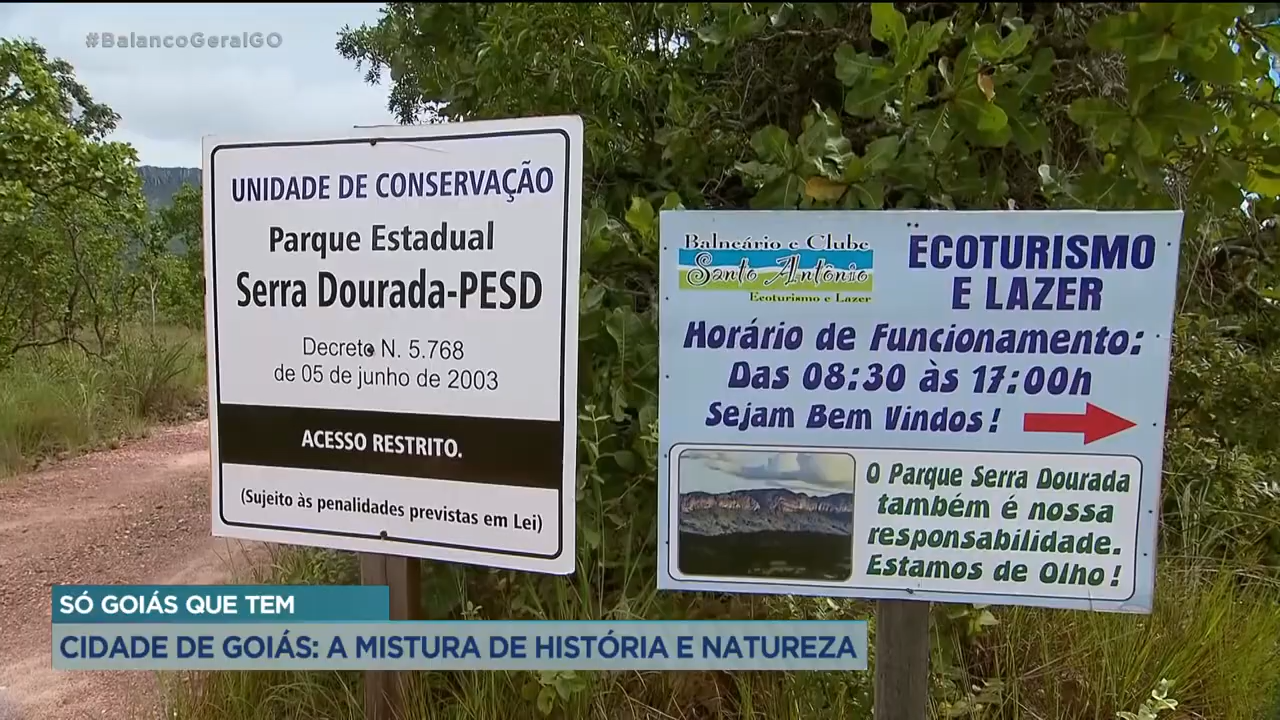 #BalancoGeralGO
UNIDADE DE CONSERVAÇÃO
Parque Estadual
Serra Dourada-PESD
Decreto N. 5.768
de 05 de junho de 2003
ACESSO RESTRITO.
(Sujeito às penalidades previstas em Lei)
Balneário e Clube
Santo Antônio
Ecoturismo e Lazer
ECOTURISMO
E LAZER
Horário de Funcionamento:
Das 08:30 às 17:00h
Sejam Bem Vindos!
O Parque Serra Dourada
também é nossa
responsabilidade.
Estamos de Olho!
SÓ GOIÁS QUE TEM
CIDADE DE GOIÁS: A MISTURA DE HISTÓRIA E NATUREZA